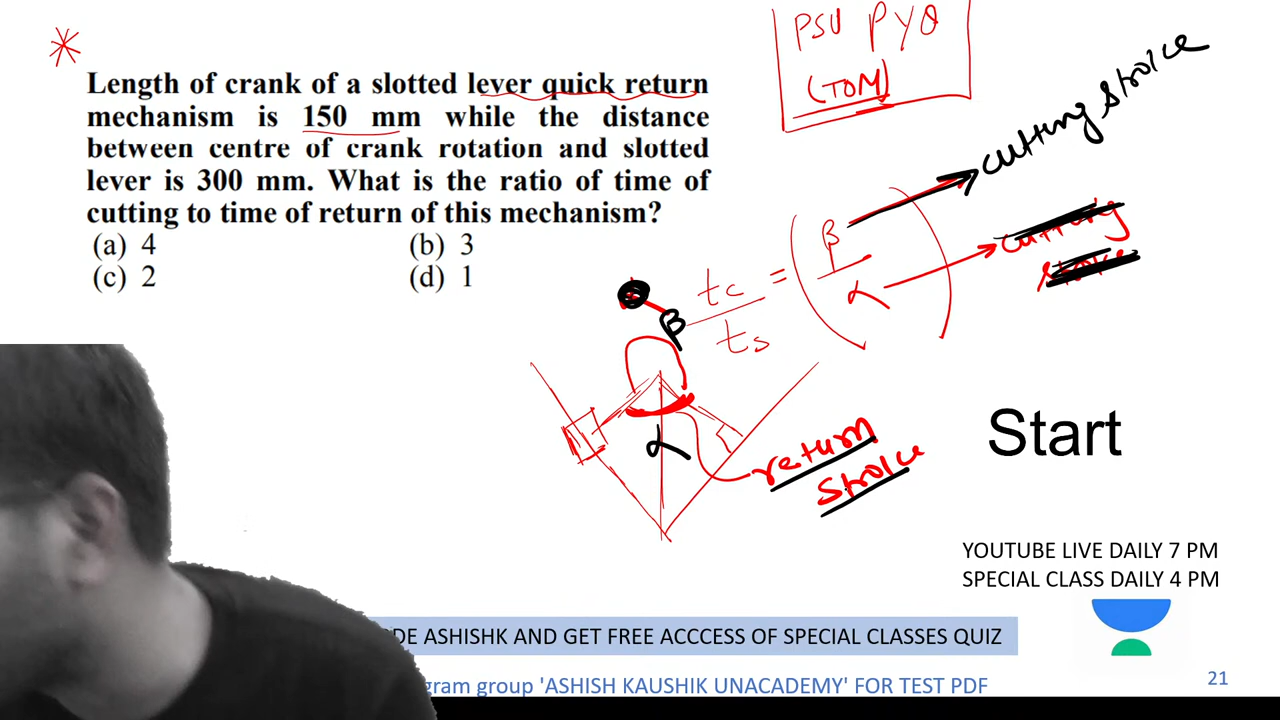 PSU PYQ
(TOM)
Length of crank of a slotted lever quick return
mechanism is 150 mm while the distance
between centre of crank rotation and slotted
lever is 300 mm. What is the ratio of time of
cutting to time of return of this mechanism?
(a) 4
(b) 3
(c) 2
(d) 1
cutting stroke
β
α
cutting
stroke
tc
ts
=
β
α
return
stroke
Start
YOUTUBE LIVE DAILY 7 PM
SPECIAL CLASS DAILY 4 PM
DE ASHISHK AND GET FREE ACCCESS OF SPECIAL CLASSES QUIZ
gram group 'ASHISH KAUSHIK UNACADEMY' FOR TEST PDF
21